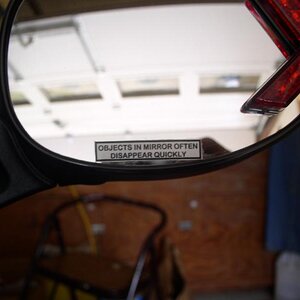 OBJECTS IN MIRROR OFTEN
DISAPPEAR QUICKLY